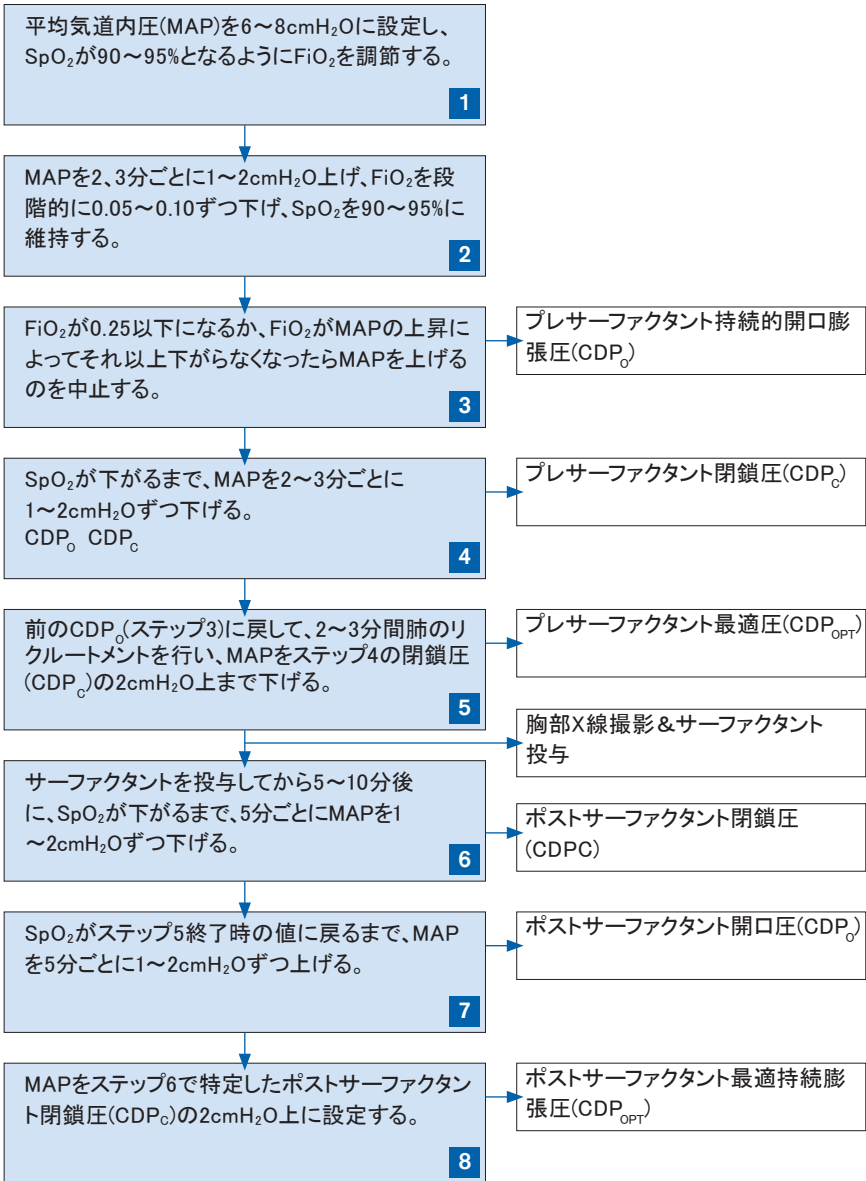 平均気道内圧(MAP)を6～8cmH₂Oに設定し、
SpO₂が90～95%となるようにFiO₂を調節する。
1
MAPを2、3分ごとに1～2cmH₂O上げ、FiO₂を段
階的に0.05～0.10ずつ下げ、SpO₂を90～95%に
維持する。
2
FiO₂が0.25以下になるか、FiO₂がMAPの上昇に
よってそれ以上下がらなくなったらMAPを上げる
のを中止する。
3
プレサーファクタント持続的開口膨
張圧(CDPₒ)
SpO₂が下がるまで、MAPを2～3分ごとに
1～2cmH₂Oずつ下げる。
CDPₒ CDP꜀
4
プレサーファクタント閉鎖圧(CDP꜀)
前のCDPₒ(ステップ3)に戻して、2～3分間肺のリ
クルートメントを行い、MAPをステップ4の閉鎖圧
(CDP꜀)の2cmH₂O上まで下げる。
5
プレサーファクタント最適圧(CDP_OPT)
胸部X線撮影&サーファクタント
投与
サーファクタントを投与してから5～10分後
に、SpO₂が下がるまで、5分ごとにMAPを1
～2cmH₂Oずつ下げる。
6
ポストサーファクタント閉鎖圧
(CDPC)
SpO₂がステップ5終了時の値に戻るまで、MAP
を5分ごとに1～2cmH₂Oずつ上げる。
7
ポストサーファクタント開口圧(CDPₒ)
MAPをステップ6で特定したポストサーファクタン
ト閉鎖圧(CDP꜀)の2cmH₂O上に設定する。
8
ポストサーファクタント最適持続膨
張圧(CDP_OPT)